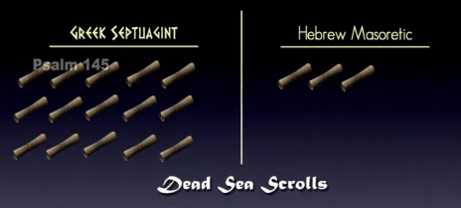 Greek Septuagint
Hebrew Masoretic
Psalm 145
Dead Sea Scrolls